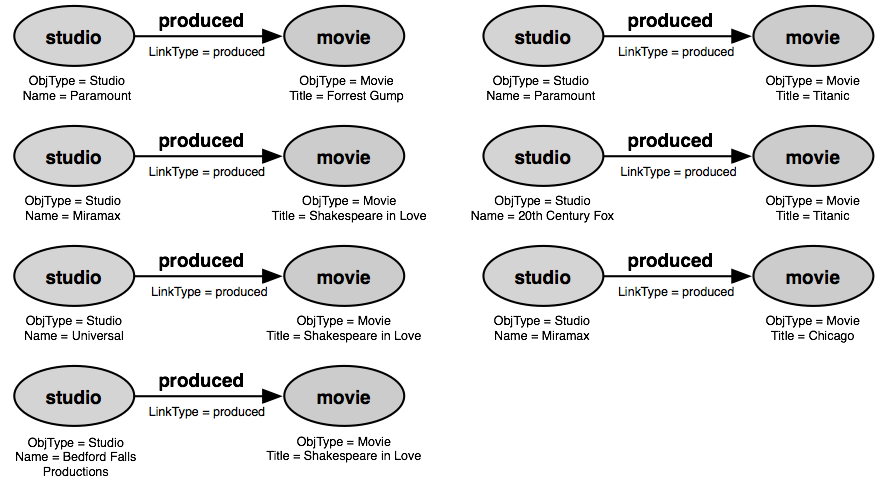 produced
studio
movie
LinkType = produced
ObjType = Studio
Name = Paramount
ObjType = Movie
Title = Forrest Gump
produced
studio
movie
LinkType = produced
ObjType = Studio
Name = Miramax
ObjType = Movie
Title = Shakespeare in Love
produced
studio
movie
LinkType = produced
ObjType = Studio
Name = Universal
ObjType = Movie
Title = Shakespeare in Love
produced
studio
movie
LinkType = produced
ObjType = Studio
Name = Bedford Falls
Productions
ObjType = Movie
Title = Shakespeare in Love
produced
studio
movie
LinkType = produced
ObjType = Studio
Name = Paramount
ObjType = Movie
Title = Titanic
produced
studio
movie
LinkType = produced
ObjType = Studio
Name = 20th Century Fox
ObjType = Movie
Title = Titanic
produced
studio
movie
LinkType = produced
ObjType = Studio
Name = Miramax
ObjType = Movie
Title = Chicago